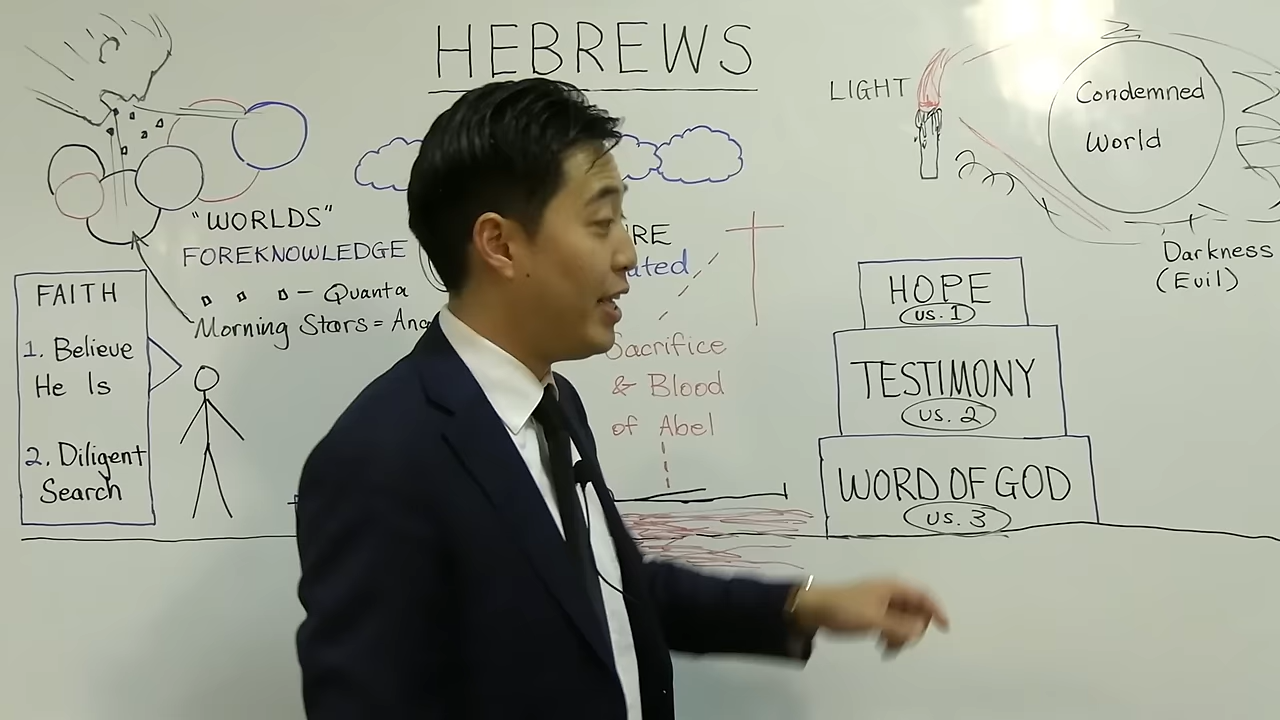 HEBREWS
"WORLDS"
FOREKNOWLEDGE
- Quanta
Morning Stars =
FAITH
1. Believe
He Is
2. Diligent
Search
Sacrifice
& Blood
of Abel
LIGHT
Condemned
World
Darkness
(Evil)
HOPE
vs. 1
TESTIMONY
vs. 2
WORD OF GOD
vs. 3